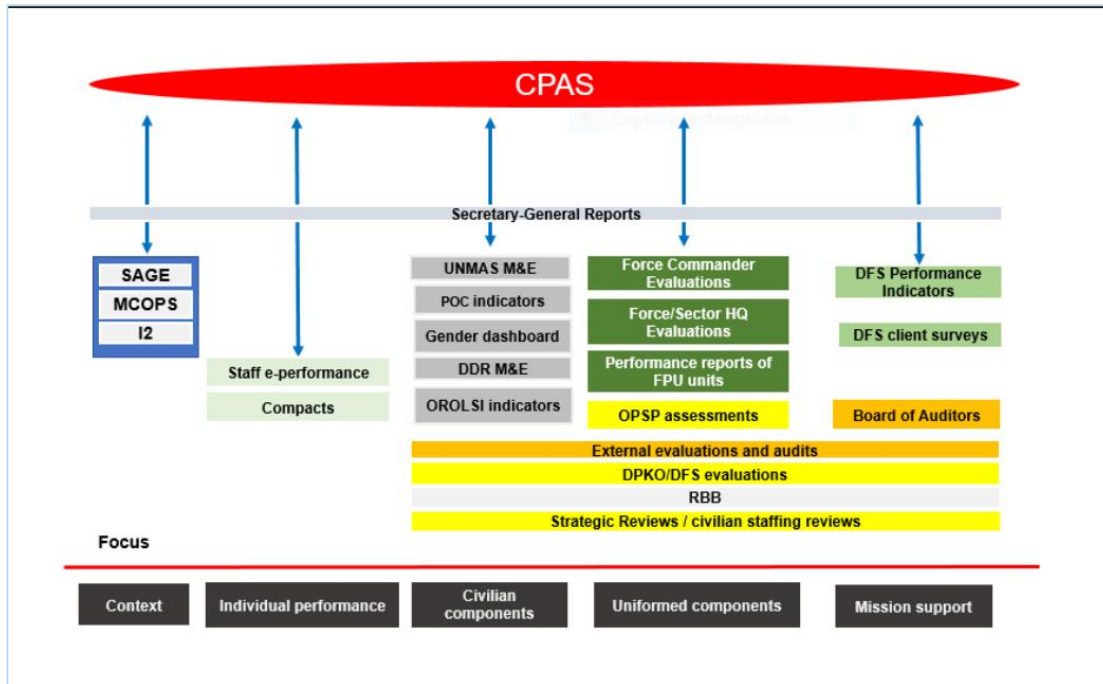 CPAS
Secretary-General Reports
SAGE
MCOPS
I2
Staff e-performance
Compacts
UNMAS M&E
POC indicators
Gender dashboard
DDR M&E
OROLSI indicators
Force Commander
Evaluations
Force/Sector HQ
Evaluations
Performance reports of
FPU units
OPSP assessments
DFS Performance
Indicators
DFS client surveys
Board of Auditors
External evaluations and audits
DPKO/DFS evaluations
RBB
Strategic Reviews / civilian staffing reviews
Focus
Context
Individual performance
Civilian
components
Uniformed components
Mission support